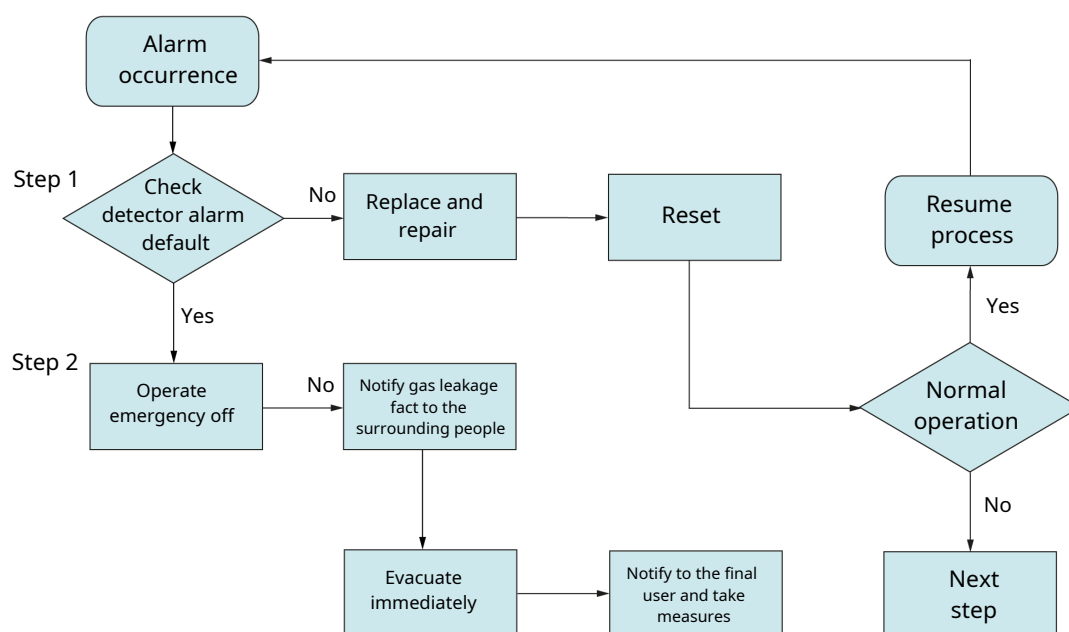 Alarm
occurrence
Step 1
Check
detector alarm
default
No
Replace and
repair
Reset
Resume
process
Yes
Yes
Step 2
Operate
emergency off
No
Notify gas leakage
fact to the
surrounding people
Normal
operation
No
Evacuate
immediately
Notify to the final
user and take
measures
Next
step